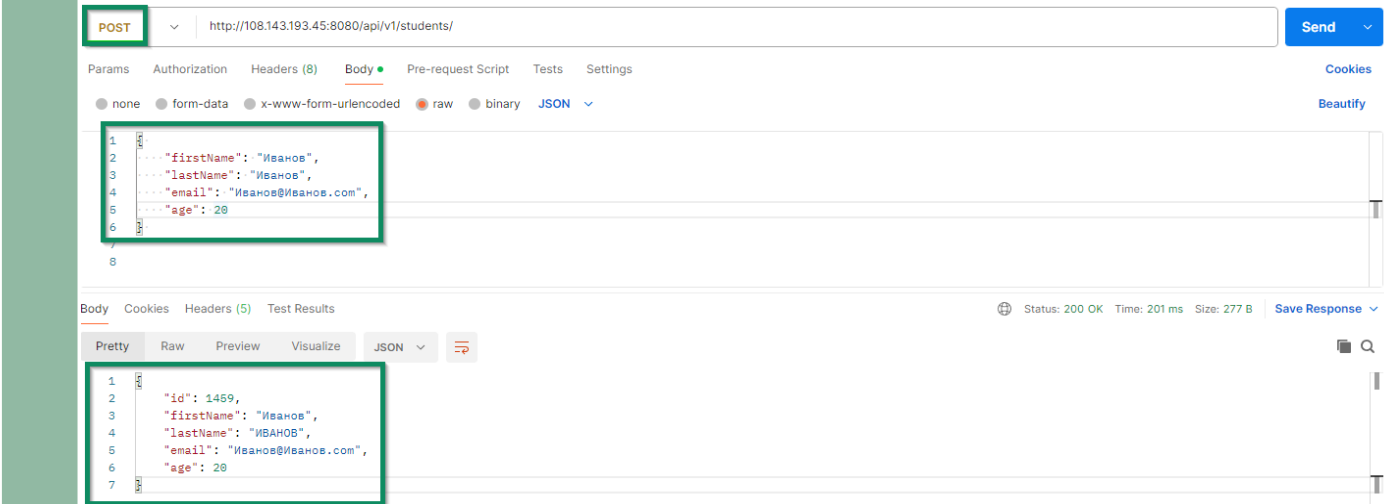 POST http://108.143.193.45:8080/api/v1/students/ Send
Params Authorization Headers (8) Body Pre-request Script Tests Settings Cookies
none form-data x-www-form-urlencoded raw binary JSON Beautify
1 {
2 "firstName": "Иванов",
3 "lastName": "Иванов",
4 "email": "Иванов@Иванов.com",
5 "age": 20
6 }
7
8
Body Cookies Headers (5) Test Results Status: 200 OK Time: 201 ms Size: 277 B Save Response
Pretty Raw Preview Visualize JSON
1 {
2 "id": 1459,
3 "firstName": "Иванов",
4 "lastName": "ИВАНОВ",
5 "email": "Иванов@Иванов.com",
6 "age": 20
7 }